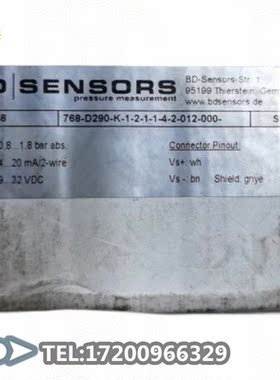 SENSORS
pressure measurement
BD-Sensors-Str. 1
95199 Thierstein, Ger
www.bdsensors.de
768-D290-K-1-2-1-1-4-2-012-000-
0.8...1.8 bar abs.
Connector Pinout:
20 mA/2-wire
Vs+: wh
32 VDC
Vs -: bn Shield: gnye
TEL:17200966329